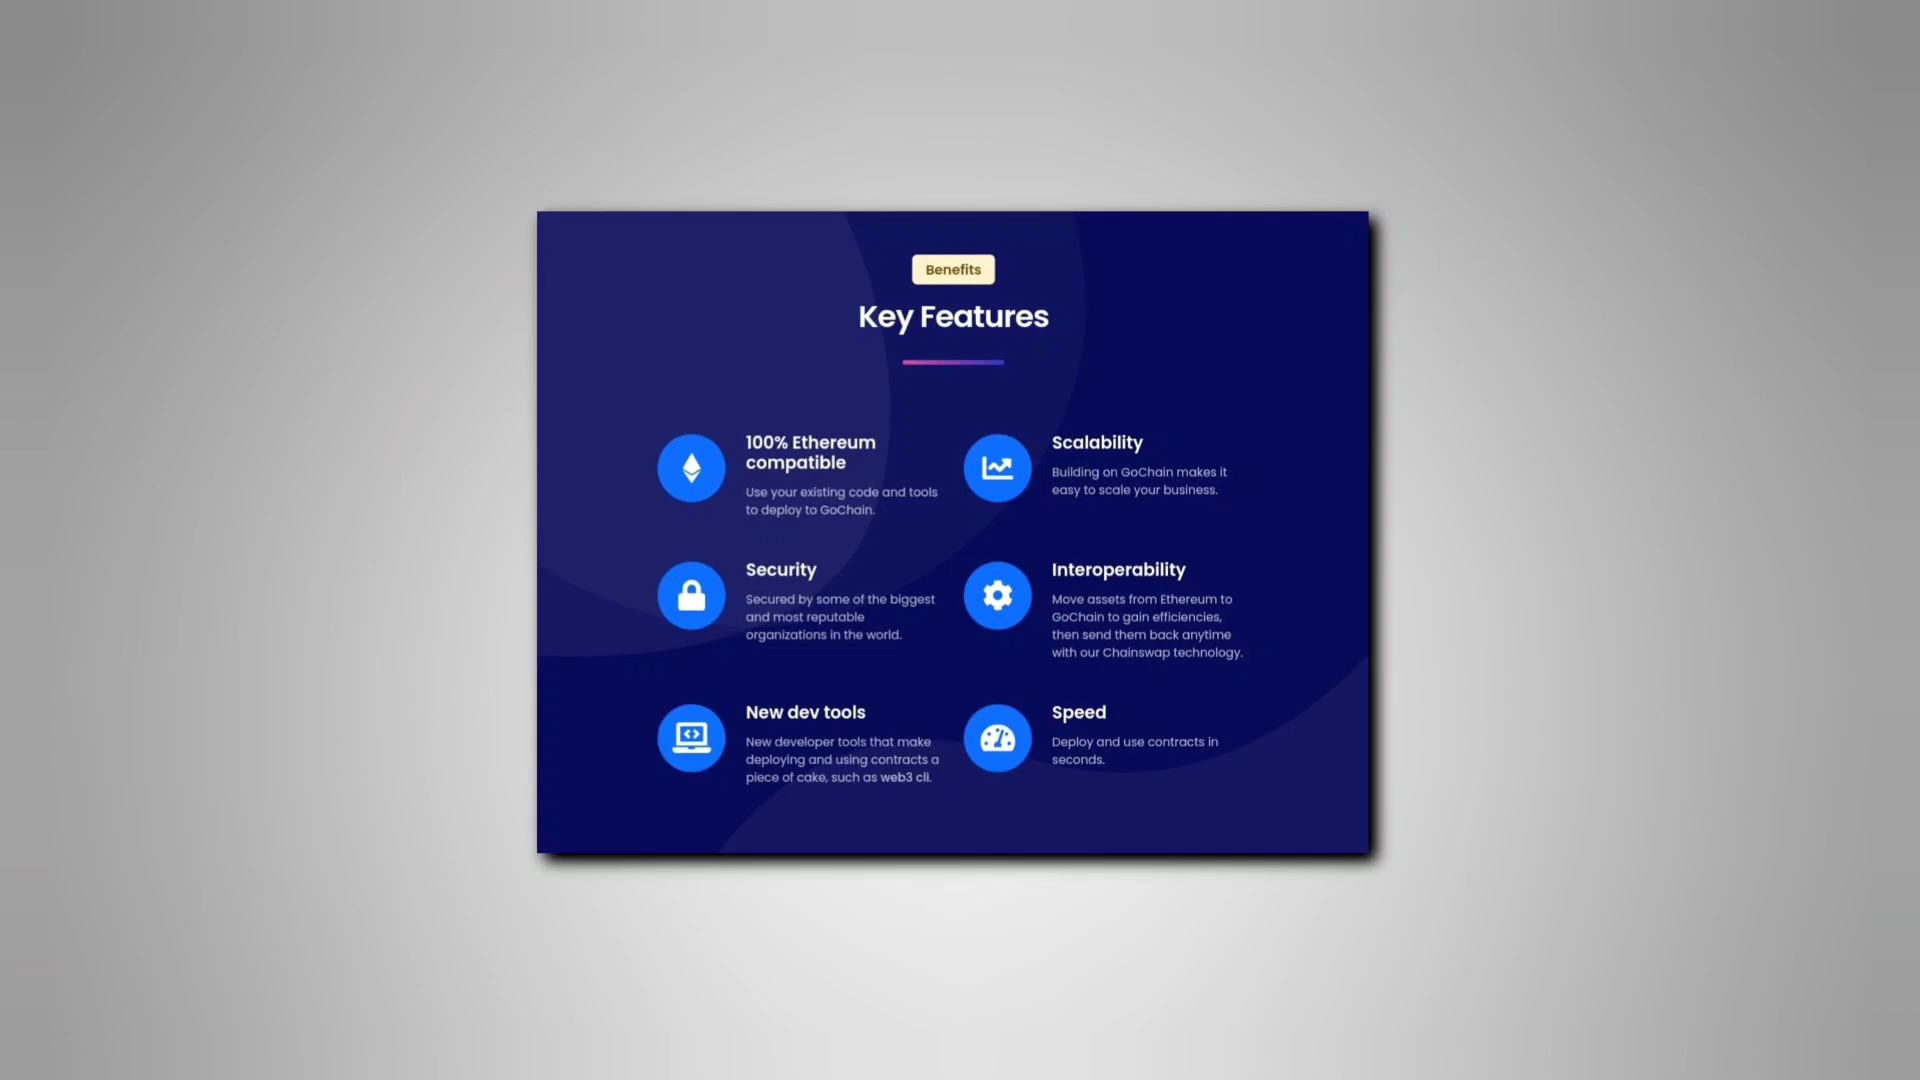 Benefits
Key Features
100% Ethereum
compatible
Use your existing code and tools
to deploy to GoChain.
Scalability
Building on GoChain makes it
easy to scale your business.
Security
Secured by some of the biggest
and most reputable
organizations in the world.
Interoperability
Move assets from Ethereum to
GoChain to gain efficiencies,
then send them back anytime
with our Chainswap technology.
New dev tools
New developer tools that make
deploying and using contracts a
piece of cake, such as web3 cli.
Speed
Deploy and use contracts in
seconds.